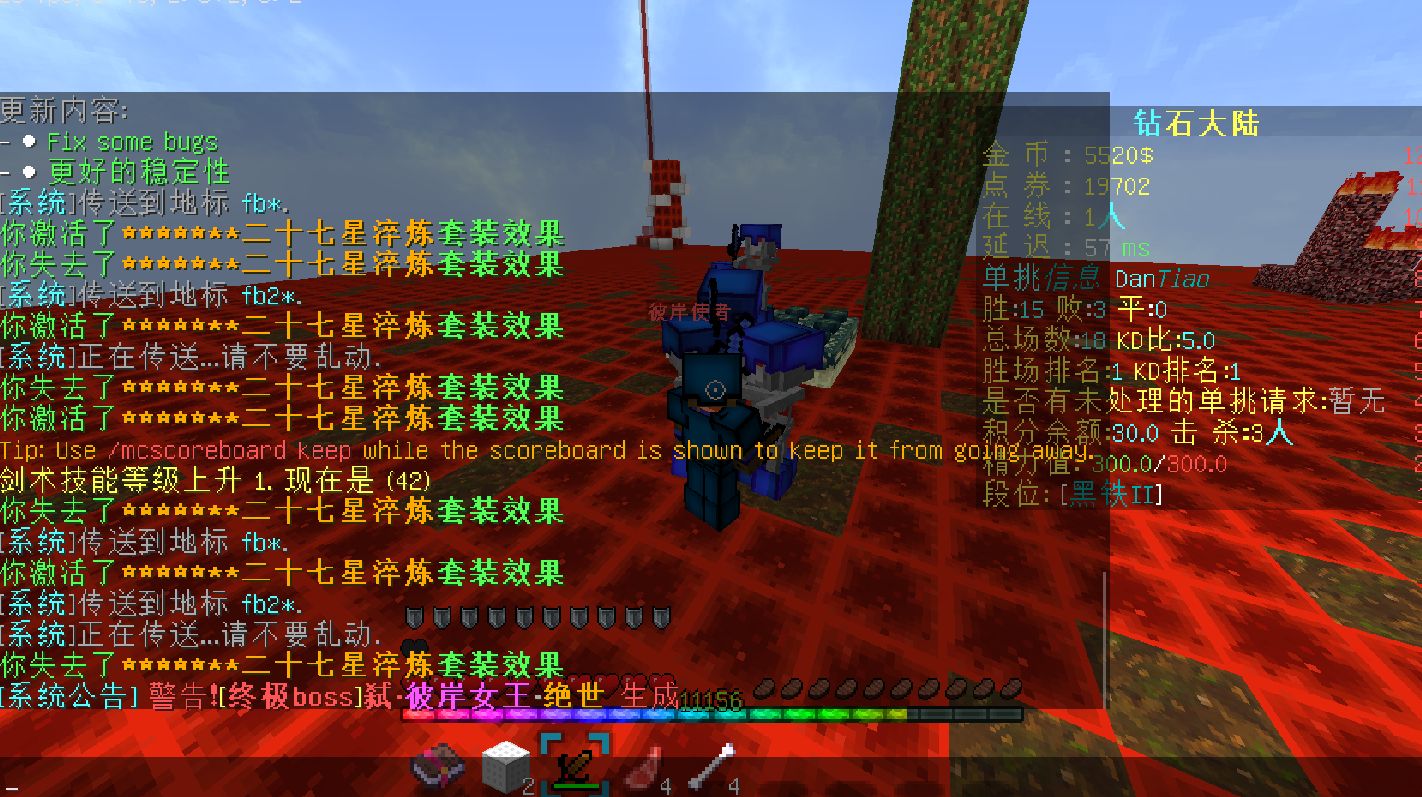 更新内容:
- ● Fix some bugs
- ● 更好的稳定性
[系统]传送到地标 fb*.
你激活了*******二十七星淬炼套装效果
你失去了*******二十七星淬炼套装效果
[系统]传送到地标 fb2*.
你激活了*******二十七星淬炼套装效果
[系统]正在传送...请不要乱动.
你失去了*******二十七星淬炼套装效果
你激活了*******二十七星淬炼套装效果
Tip: Use /mcscoreboard keep while the scoreboard is shown to keep it from going away.
剑术技能等级上升 1. 现在是 (42)
你失去了*******二十七星淬炼套装效果
[系统]传送到地标 fb*.
你激活了*******二十七星淬炼套装效果
[系统]传送到地标 fb2*.
[系统]正在传送...请不要乱动.
你失去了*******二十七星淬炼套装效果
[系统公告] 警告![终极boss]弑·彼岸女王·绝世 生成
彼岸使者
钻石大陆
金 币 : 5520$
点 券 : 19702
在 线 : 1人
延 迟 : 57 ms
单挑信息 DanTiao
胜:15 败:3 平:0
总场数:18 KD比:5.0
胜场排名:1 KD排名:1
是否有未处理的单挑请求:暂无
积分余额:30.0 击 杀:3人
精力值: 300.0/300.0
段位: [黑铁II]
11156
2
4
4